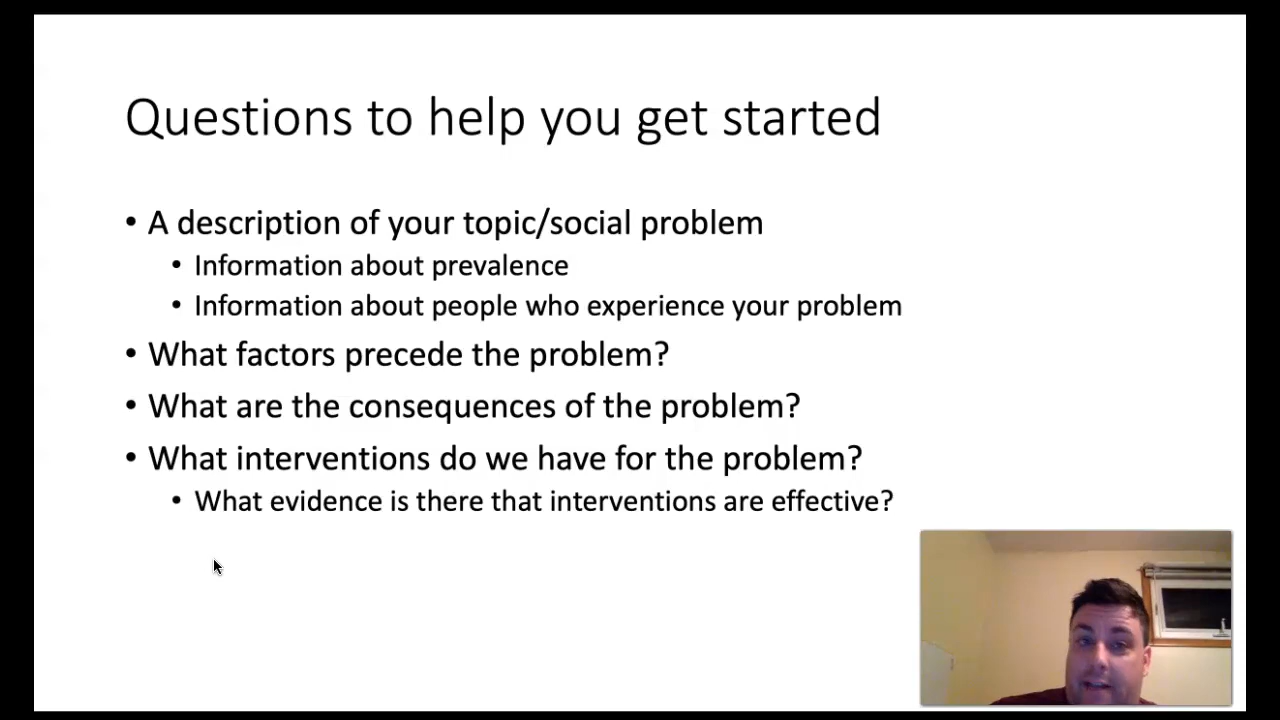 Questions to help you get started
• A description of your topic/social problem
• Information about prevalence
• Information about people who experience your problem
• What factors precede the problem?
• What are the consequences of the problem?
• What interventions do we have for the problem?
• What evidence is there that interventions are effective?